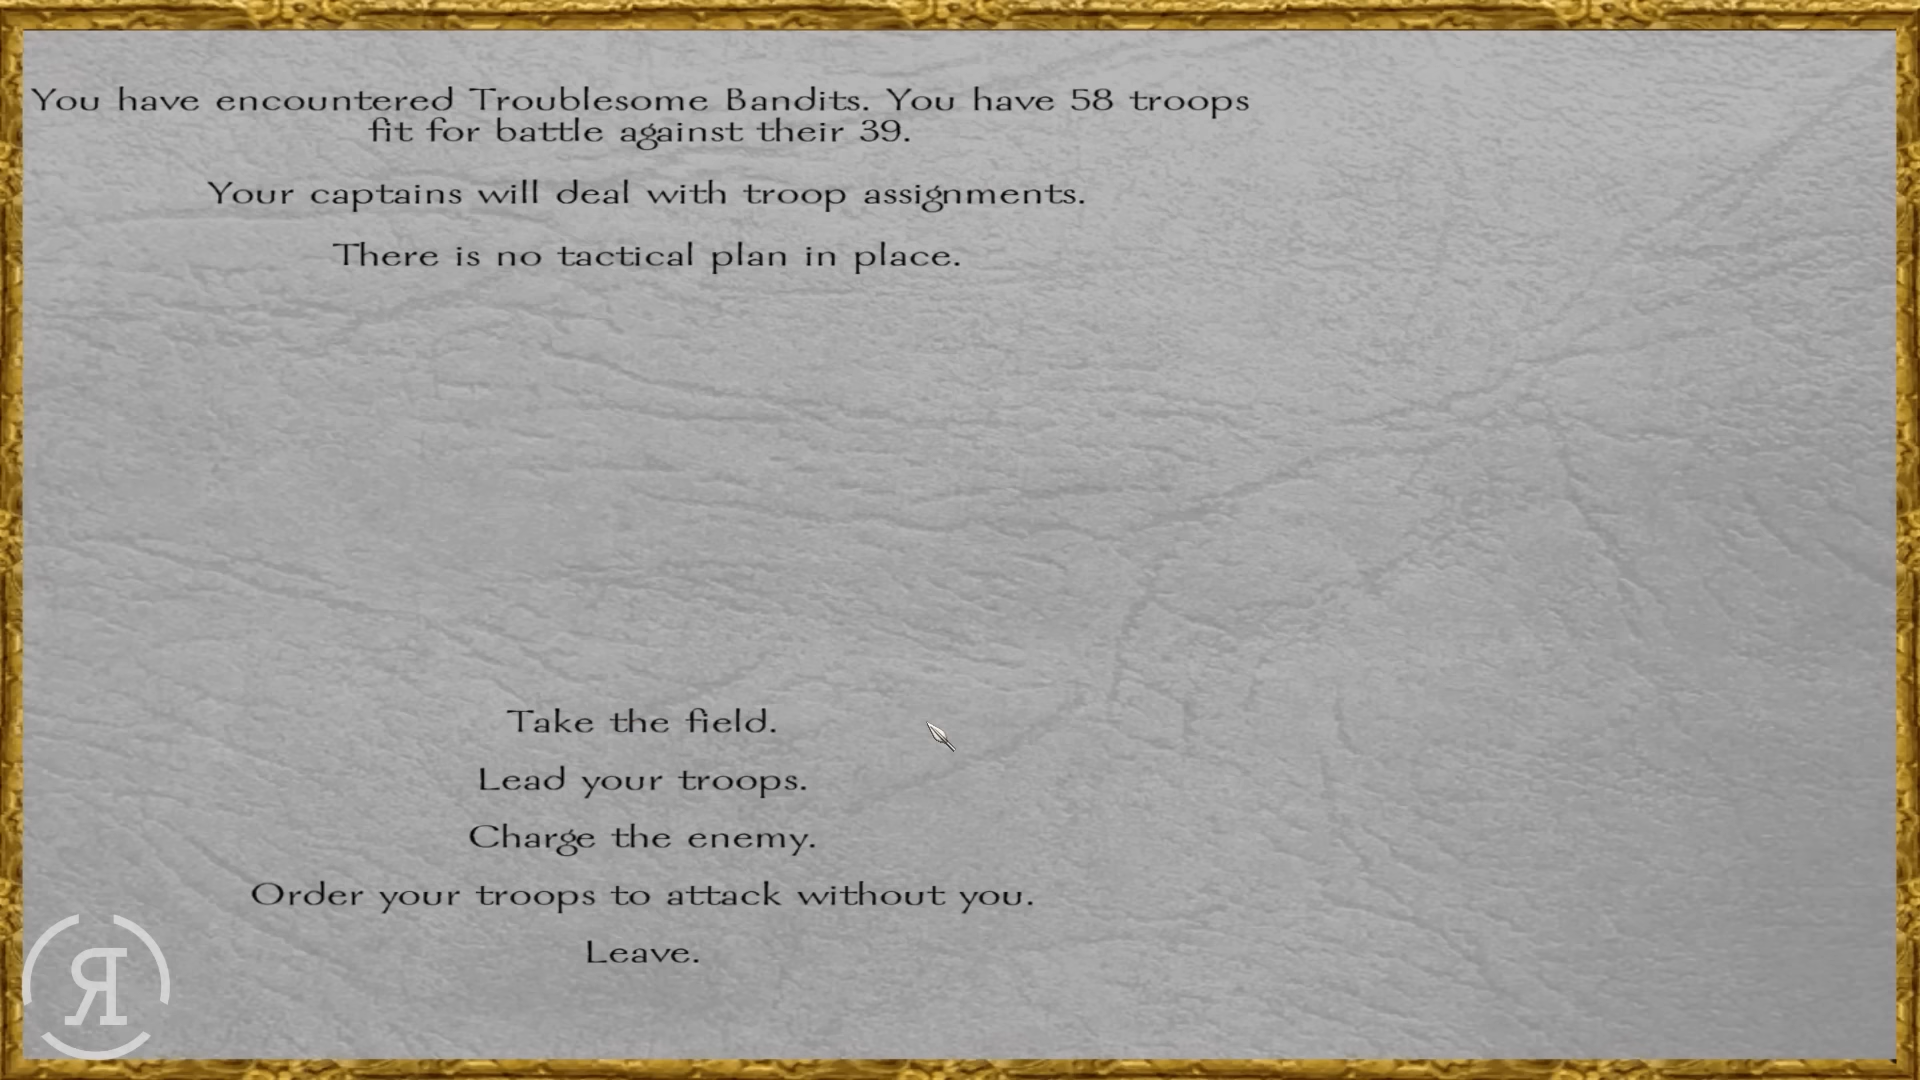 You have encountered Troublesome Bandits. You have 58 troops
fit for battle against their 39.
Your captains will deal with troop assignments.
There is no tactical plan in place.
Take the field.
Lead your troops.
Charge the enemy.
Order your troops to attack without you.
Leave.